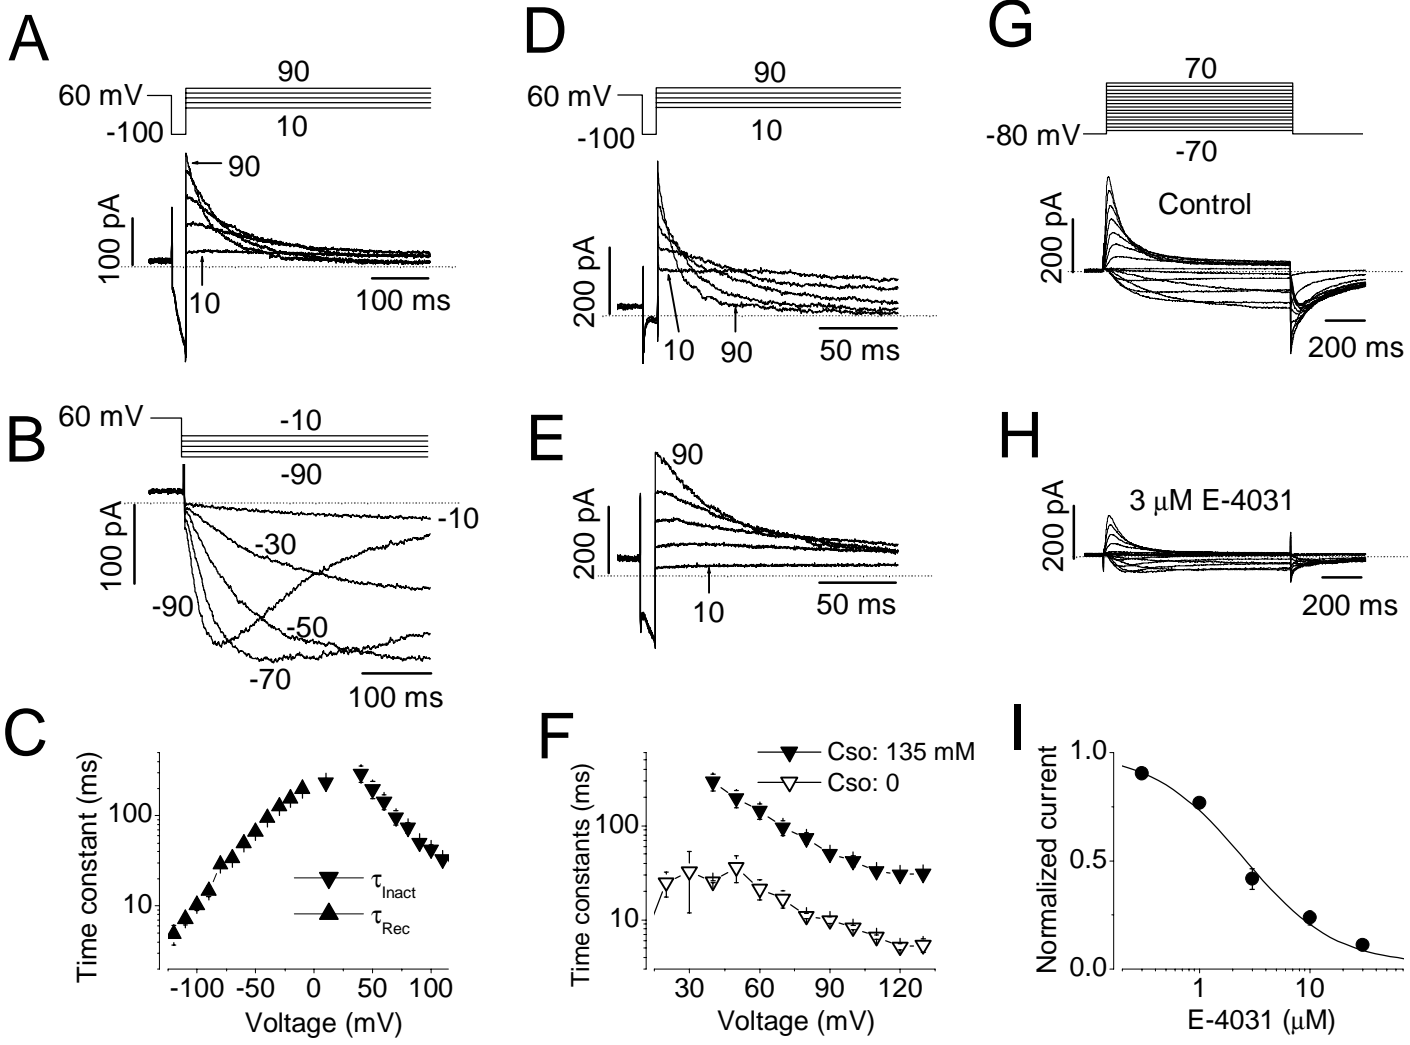 A
90
60 mV
-100
10
90
100 pA
10
100 ms
B
60 mV
-10
-90
100 pA
-10
-30
-90
-50
-70
100 ms
C
Time constant (ms)
100
10
τInact
τRec
-100 -50 0 50 100
Voltage (mV)
D
90
60 mV
-100
10
200 pA
10
90
50 ms
E
90
200 pA
10
50 ms
F
Time constants (ms)
100
10
Cso: 135 mM
Cso: 0
30 60 90 120
Voltage (mV)
G
70
-80 mV
-70
Control
200 pA
200 ms
H
3 μM E-4031
200 pA
200 ms
I
Normalized current
1.0
0.5
0.0
1 10
E-4031 (μM)